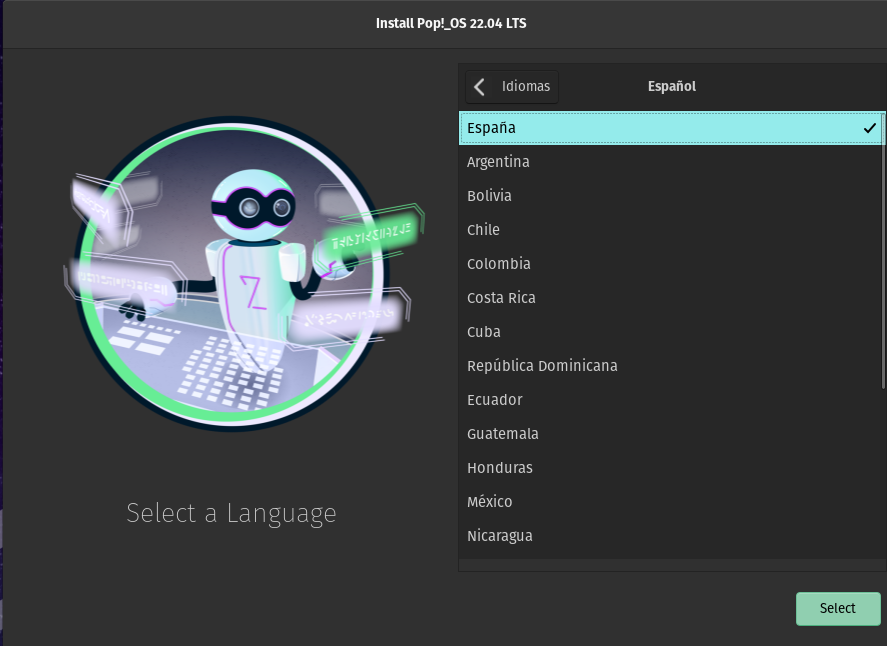 Install Pop!_OS 22.04 LTS
Idiomas
Español
España
Argentina
Bolivia
Chile
Colombia
Costa Rica
Cuba
República Dominicana
Ecuador
Guatemala
Honduras
México
Nicaragua
Select a Language
Select